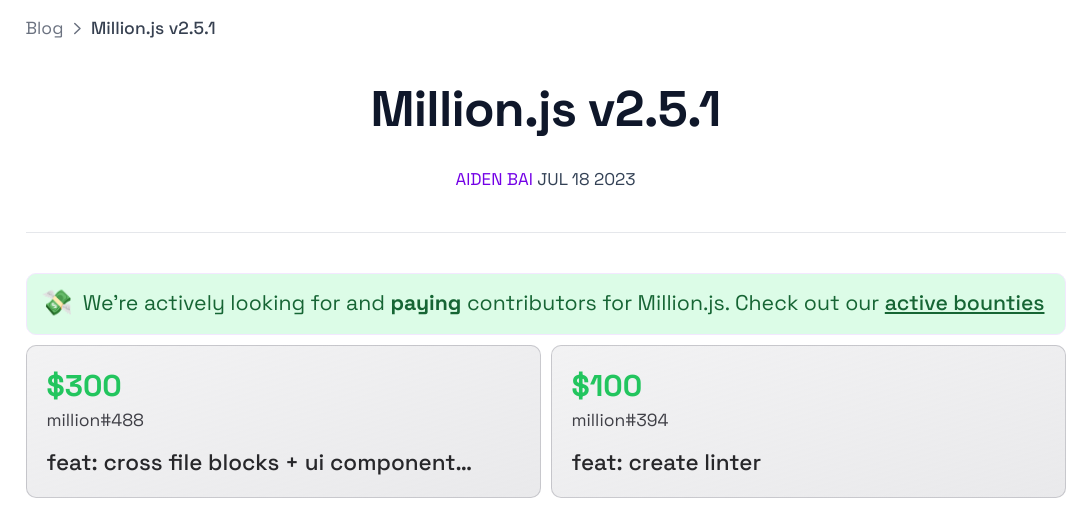 Blog > Million.js v2.5.1
Million.js v2.5.1
AIDEN BAI JUL 18 2023
💸 We're actively looking for and paying contributors for Million.js. Check out our active bounties
$300
million#488
feat: cross file blocks + ui component...
$100
million#394
feat: create linter